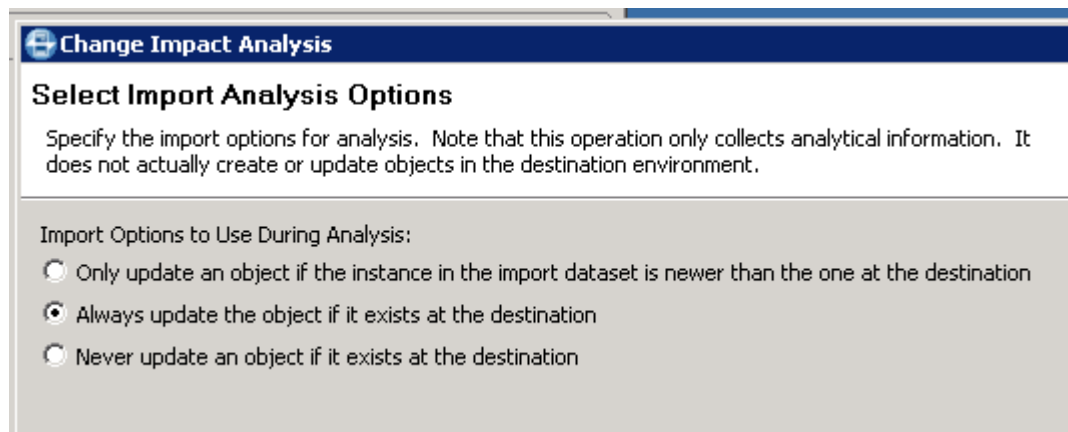 Change Impact Analysis
Select Import Analysis Options
Specify the import options for analysis. Note that this operation only collects analytical information. It
does not actually create or update objects in the destination environment.
Import Options to Use During Analysis:
Only update an object if the instance in the import dataset is newer than the one at the destination
Always update the object if it exists at the destination
Never update an object if it exists at the destination